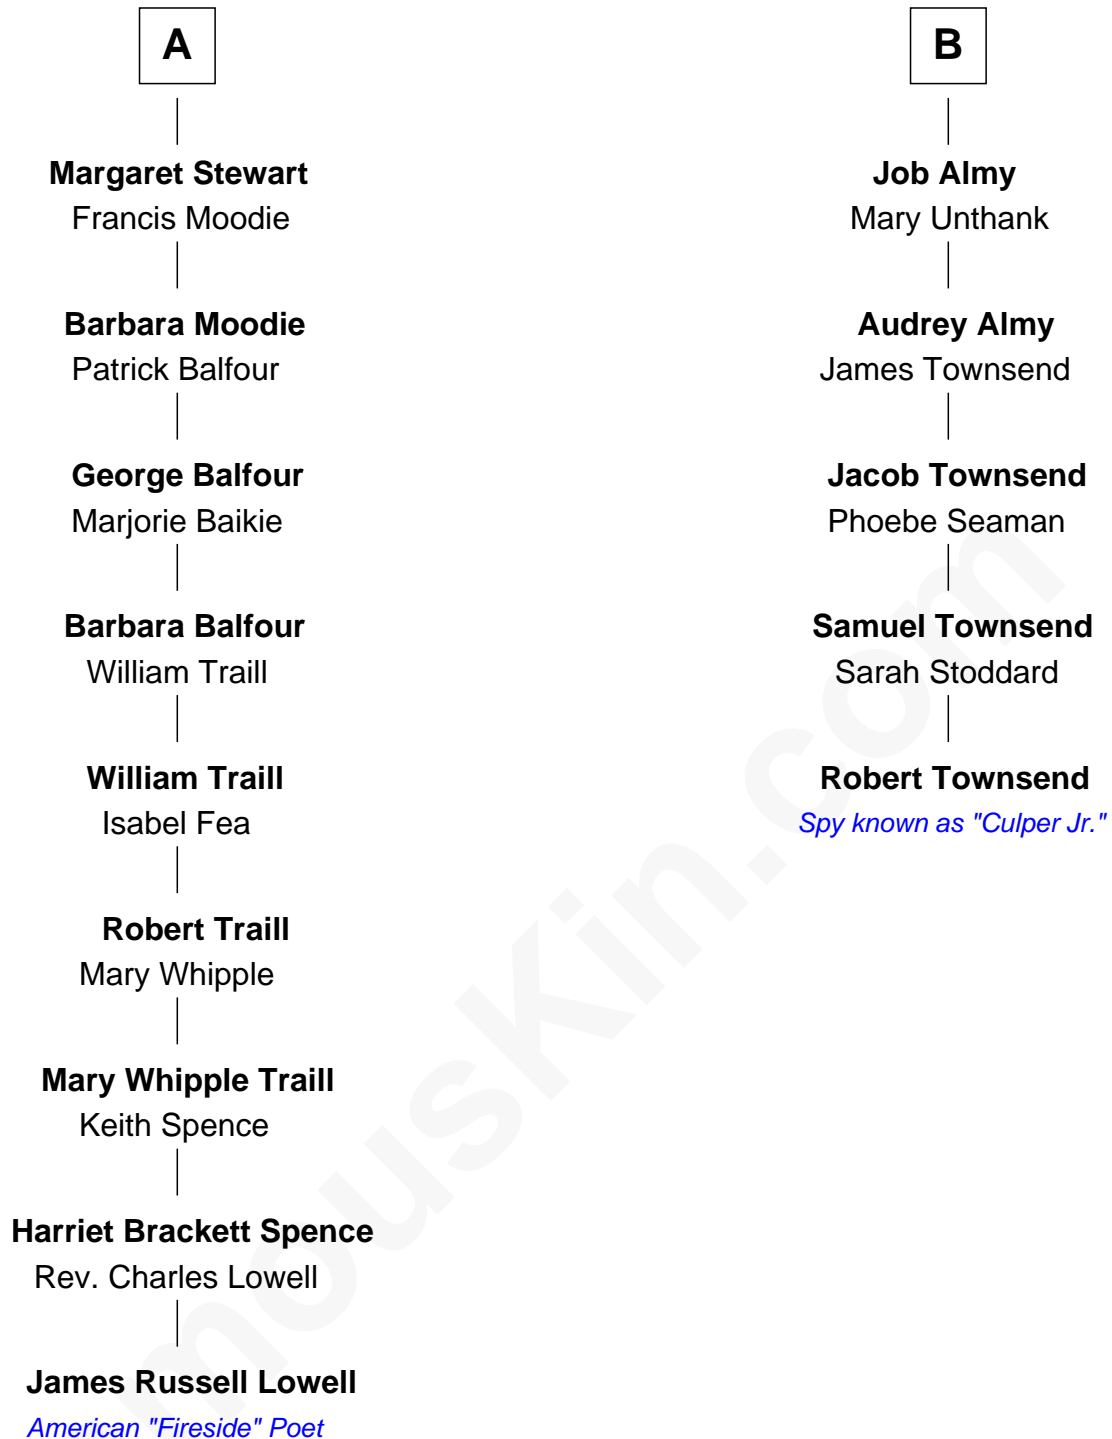 A
Margaret Stewart
Francis Moodie
Barbara Moodie
Patrick Balfour
George Balfour
Marjorie Baikie
Barbara Balfour
William Traill
William Traill
Isabel Fea
Robert Traill
Mary Whipple
Mary Whipple Traill
Keith Spence
Harriet Brackett Spence
Rev. Charles Lowell
James Russell Lowell
American "Fireside" Poet
B
Job Almy
Mary Unthank
Audrey Almy
James Townsend
Jacob Townsend
Phoebe Seaman
Samuel Townsend
Sarah Stoddard
Robert Townsend
Spy known as "Culper Jr."
mousKin.com